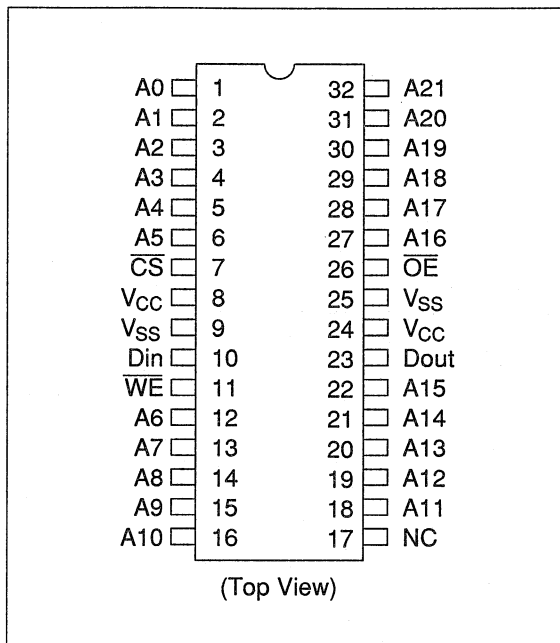 A0 1 32 A21
A1 2 31 A20
A2 3 30 A19
A3 4 29 A18
A4 5 28 A17
A5 6 27 A16
C̅S̅ 7 26 O̅E̅
VCC 8 25 VSS
VSS 9 24 VCC
Din 10 23 Dout
W̅E̅ 11 22 A15
A6 12 21 A14
A7 13 20 A13
A8 14 19 A12
A9 15 18 A11
A10 16 17 NC
(Top View)